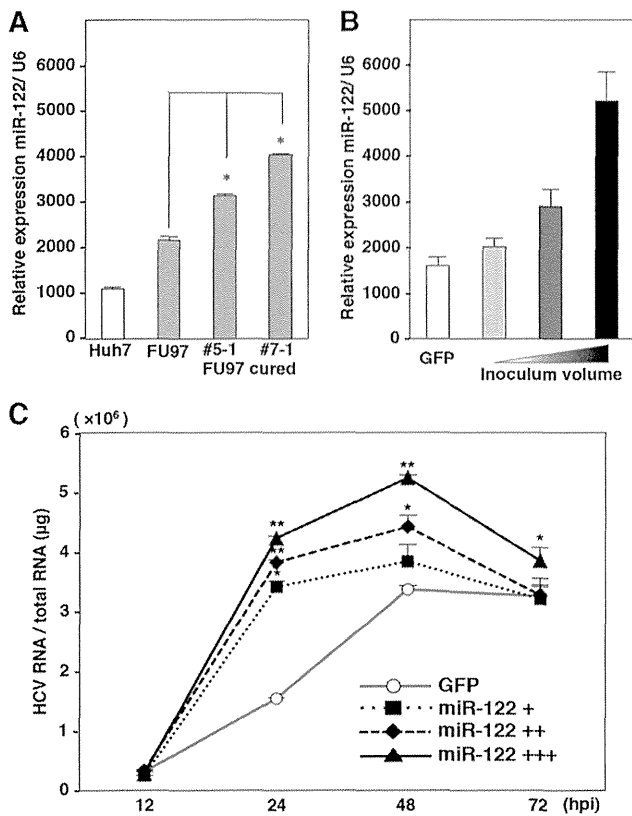 A
Relative expression miR-122/ U6
6000
5000
4000
3000
2000
1000
0
*
*
Huh7
FU97
#5-1
#7-1
FU97 cured
B
Relative expression miR-122/ U6
6000
5000
4000
3000
2000
1000
0
GFP
Inoculum volume
C
(×10⁶)
HCV RNA / total RNA (μg)
6
5
4
3
2
1
0
**
**
*
**
*
*
GFP
miR-122 +
miR-122 ++
miR-122 +++
12
24
48
72
(hpi)